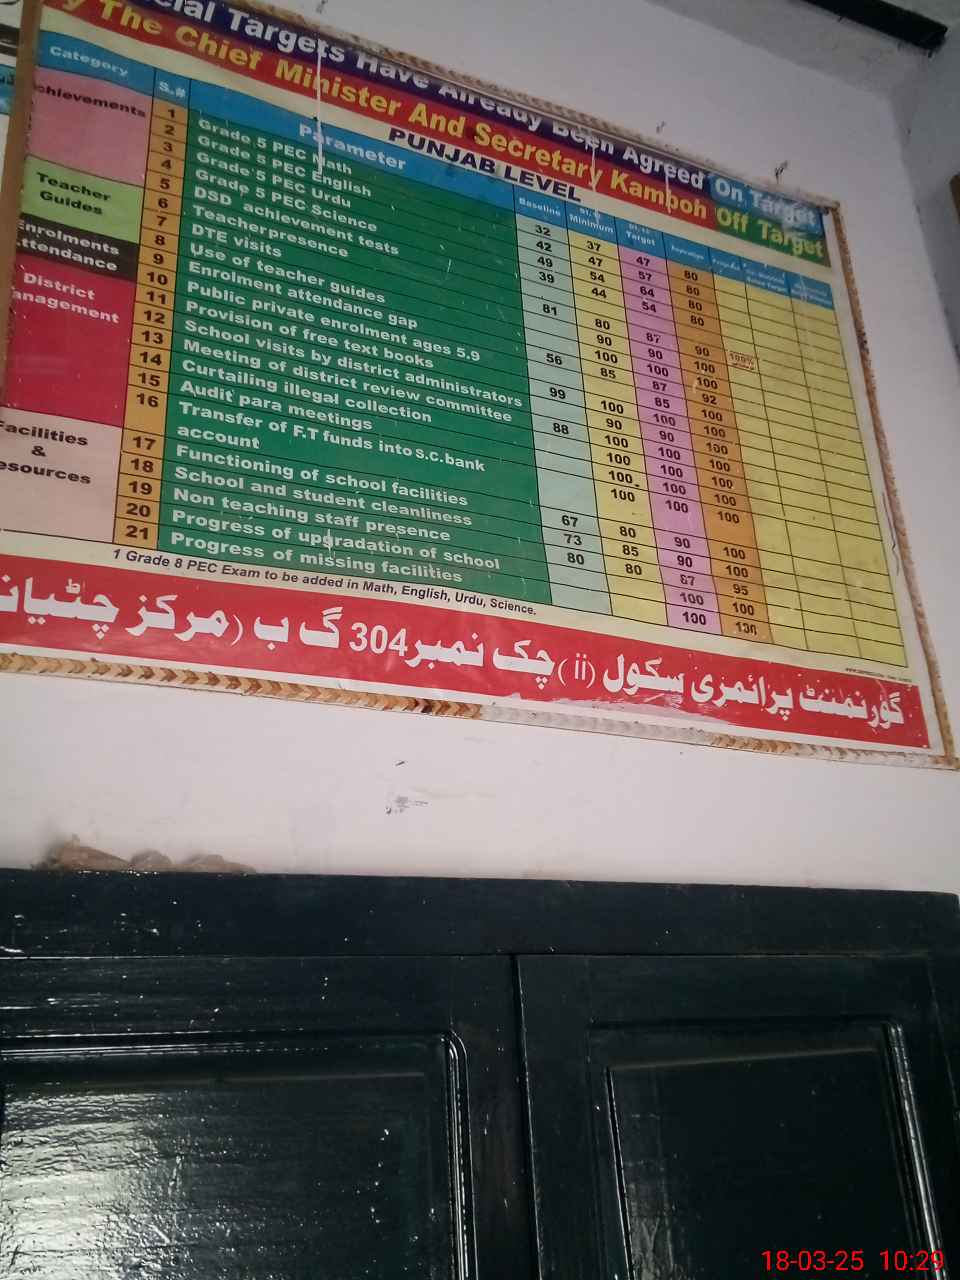 cial Targets Have Already Been Agreed On Target
y The Chief Minister And Secretary Kampoh Off Target
PUNJAB LEVEL
Category S.# Parameter Baseline Minimum Target
chievements
Teacher
Guides
Enrolments
ttendance
District
anagement
Facilities
&
esources
1 Grade 5 PEC Math 32 37 47 80
2 Grade 5 PEC English 42 47 57 80
3 Grade 5 PEC Urdu 49 54 64 80
4 Grade 5 PEC Science 39 44 54 80
5 DSD achievement tests
6 Teacher presence 81 80 87 90 100%
7 DTE visits 90 90 100
8 Use of teacher guides 100 100 100
9 Enrolment attendance gap 56 85 87 92
10 Public private enrolment ages 5.9 85 100
11 Provision of free text books 99 100 100 100
12 School visits by district administrators 90 90 100
13 Meeting of district review committee 88 100 100 100
14 Curtailing illegal collection 100 100 100
15 Audit para meetings 100 100 100
16 Transfer of F.T funds into S.C. bank 100 100 100
account
17 Functioning of school facilities 67 80 90 100
18 School and student cleanliness 73 85 90 100
19 Non teaching staff presence 80 80 87 95
20 Progress of upgradation of school 100 100
21 Progress of missing facilities 100 100
1 Grade 8 PEC Exam to be added in Math, English, Urdu, Science.
گورنمنٹ پرائمری سکول (ii) چک نمبر304 گ ب (مرکز چٹیانہ
18-03-25 10:29